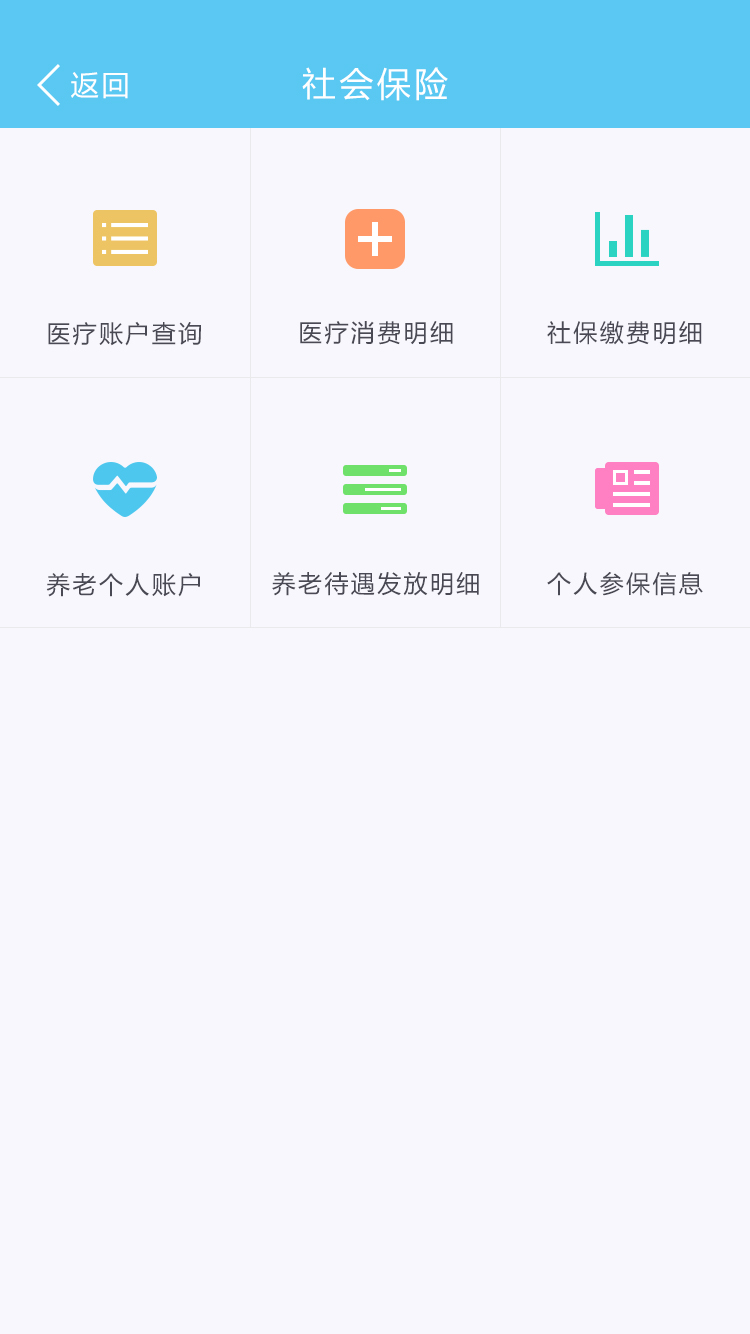 返回
社会保险
医疗账户查询
医疗消费明细
社保缴费明细
养老个人账户
养老待遇发放明细
个人参保信息